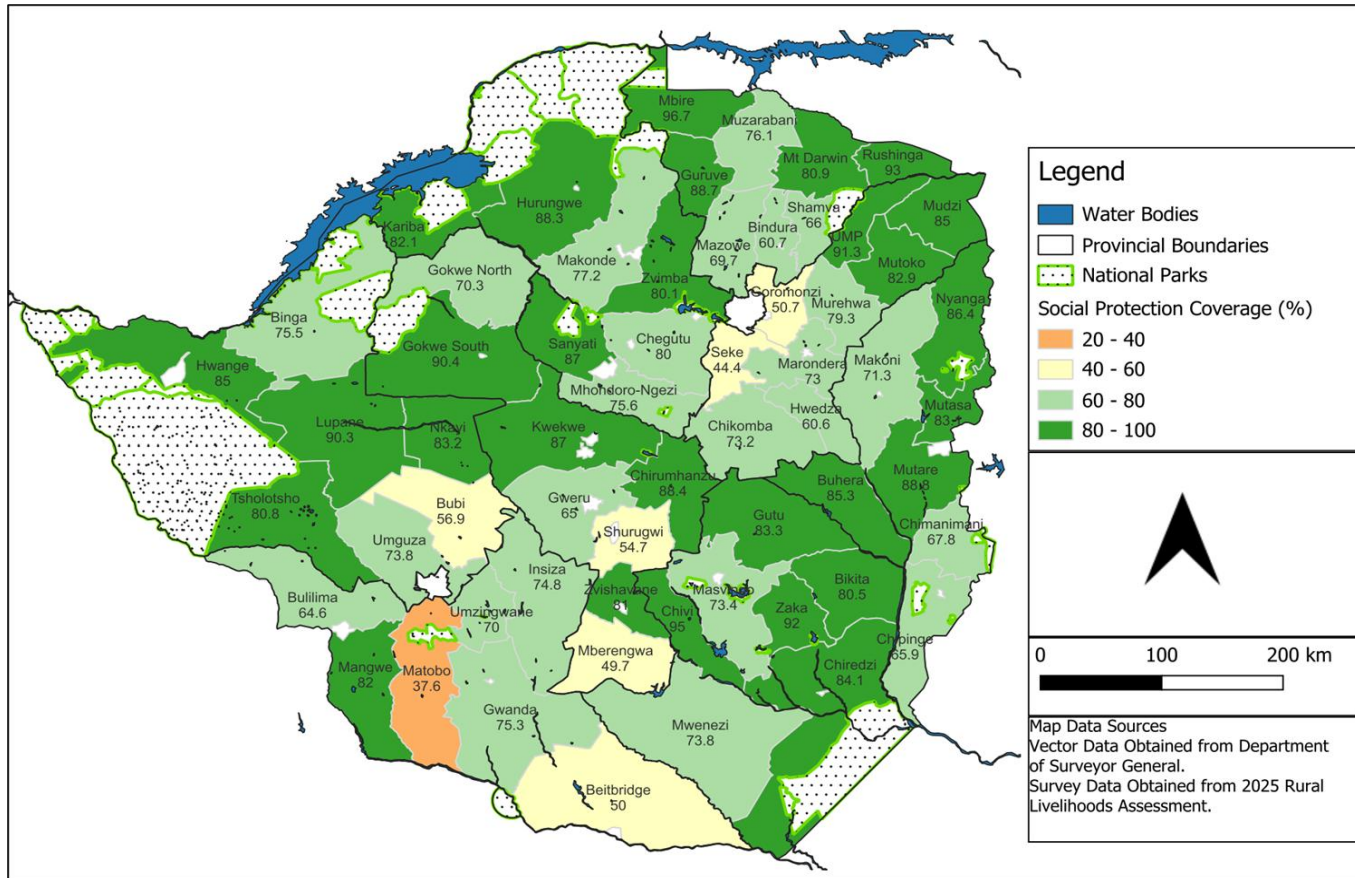 Mbire
96.7
Muzarabani
76.1
Mt Darwin
80.9
Rushinga
93
Guruve
88.7
Hurungwe
88.3
Shamva
66
Mudzi
85
Kariba
82.1
Bindura
60.7
UMP
91.3
Mazowe
69.7
Mutoko
82.9
Makonde
77.2
Gokwe North
70.3
Zvimba
80.1
Goromonzi
50.7
Murehwa
79.3
Nyanga
86.4
Binga
75.5
Gokwe South
90.4
Sanyati
87
Chegutu
80
Seke
44.4
Marondera
73
Makoni
71.3
Hwange
85
Mhondoro-Ngezi
75.6
Hwedza
60.6
Mutasa
Lupane
90.3
Nkayi
83.2
Kwekwe
87
Chikomba
73.2
Chirumhanzu
88.4
Buhera
85.3
Mutare
88.8
Tsholotsho
80.8
Bubi
56.9
Gweru
65
Shurugwi
54.7
Gutu
83.3
Chimanimani
67.8
Umguza
73.8
Insiza
74.8
Bikita
80.5
Bulilima
64.6
Umzingwane
70
Zvishavane
81
Chivi
95
Masvingo
73.4
Zaka
92
Chipinge
65.9
Mangwe
82
Matobo
37.6
Mberengwa
49.7
Chiredzi
84.1
Gwanda
75.3
Mwenezi
73.8
Beitbridge
50
Legend
Water Bodies
Provincial Boundaries
National Parks
Social Protection Coverage (%)
20 - 40
40 - 60
60 - 80
80 - 100
0 100 200 km
Map Data Sources
Vector Data Obtained from Department
of Surveyor General.
Survey Data Obtained from 2025 Rural
Livelihoods Assessment.